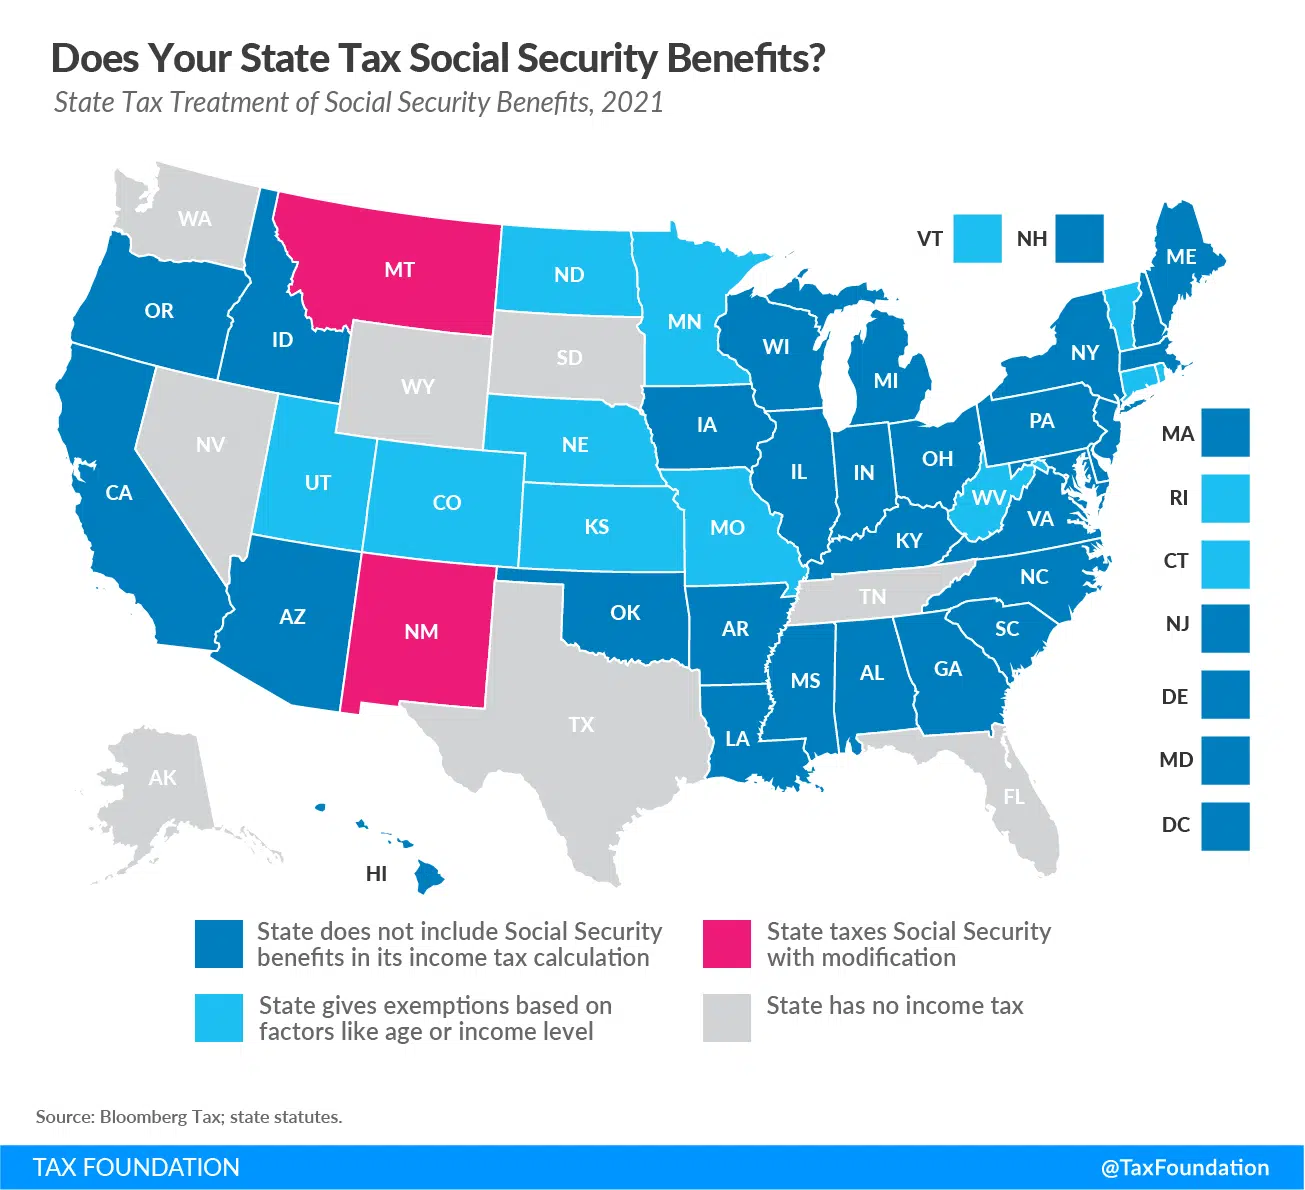 Does Your State Tax Social Security Benefits?
State Tax Treatment of Social Security Benefits, 2021
WA
MT
ND
MN
VT
NH
ME
OR
ID
SD
WI
NY
WY
MI
NV
UT
CO
NE
IA
IL
IN
OH
PA
MA
CA
KS
MO
WV
VA
RI
KY
CT
AZ
NM
OK
AR
TN
NC
SC
NJ
TX
LA
MS
AL
GA
DE
AK
FL
MD
HI
DC
State does not include Social Security
benefits in its income tax calculation
State taxes Social Security
with modification
State gives exemptions based on
factors like age or income level
State has no income tax
Source: Bloomberg Tax; state statutes.
TAX FOUNDATION
@TaxFoundation